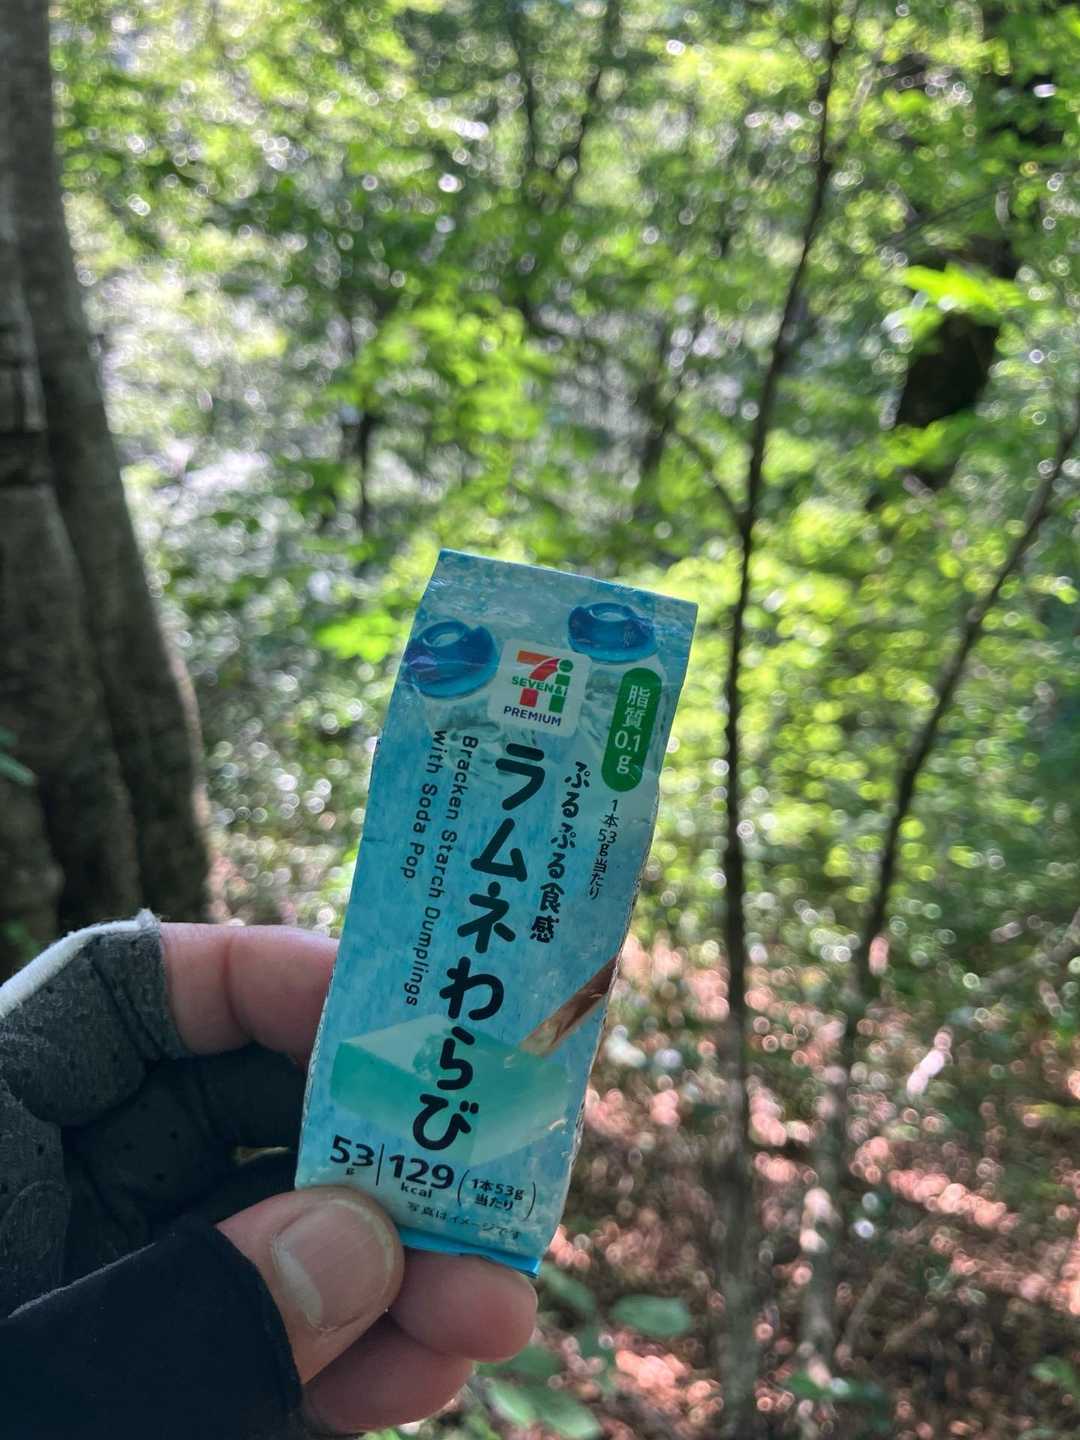 7i
SEVEN&i
PREMIUM
脂質0.1g
1本53g当たり
ぷるぷる食感
ラムネわらび
Bracken Starch Dumplings
with Soda Pop
53g
129kcal
(1本53g
当たり)
写真はイメージです